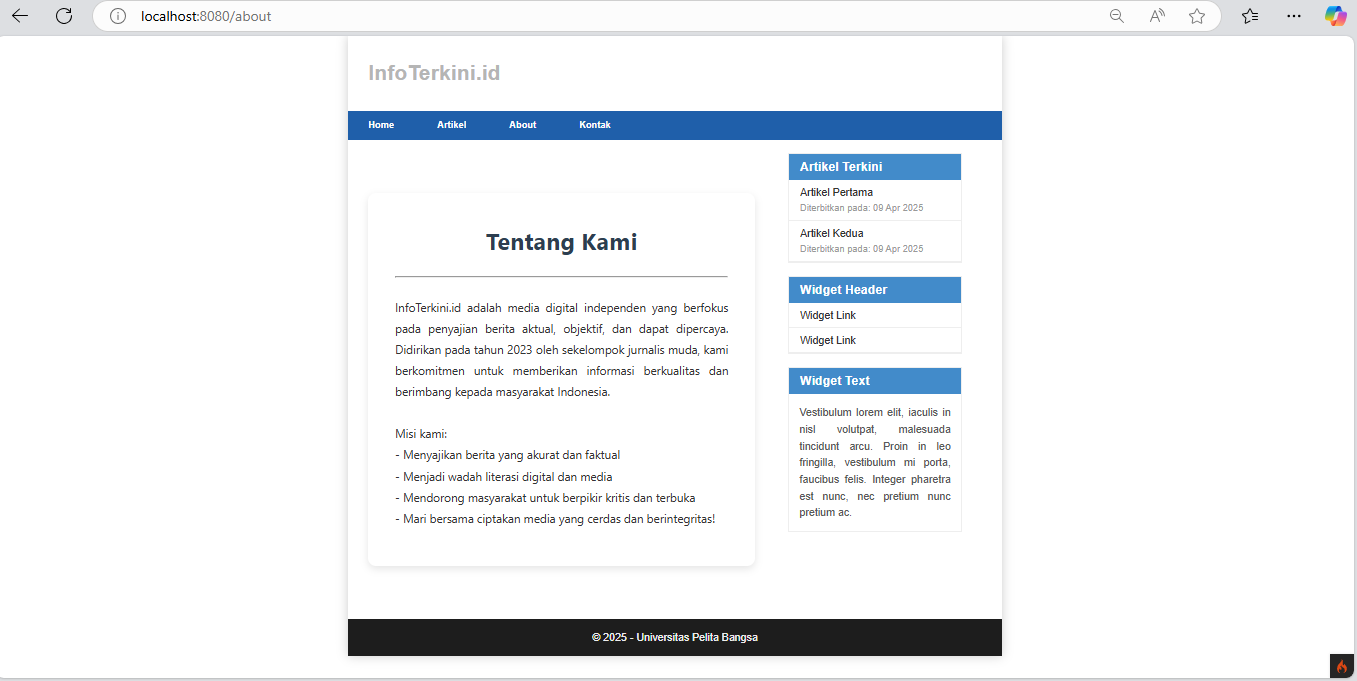 localhost:8080/about
InfoTerkini.id
Home Artikel About Kontak
Tentang Kami
InfoTerkini.id adalah media digital independen yang berfokus
pada penyajian berita aktual, objektif, dan dapat dipercaya.
Didirikan pada tahun 2023 oleh sekelompok jurnalis muda, kami
berkomitmen untuk memberikan informasi berkualitas dan
berimbang kepada masyarakat Indonesia.
Misi kami:
- Menyajikan berita yang akurat dan faktual
- Menjadi wadah literasi digital dan media
- Mendorong masyarakat untuk berpikir kritis dan terbuka
- Mari bersama ciptakan media yang cerdas dan berintegritas!
Artikel Terkini
Artikel Pertama
Diterbitkan pada: 09 Apr 2025
Artikel Kedua
Diterbitkan pada: 09 Apr 2025
Widget Header
Widget Link
Widget Link
Widget Text
Vestibulum lorem elit, iaculis in
nisl volutpat, malesuada
tincidunt arcu. Proin in leo
fringilla, vestibulum mi porta,
faucibus felis. Integer pharetra
est nunc, nec pretium nunc
pretium ac.
© 2025 - Universitas Pelita Bangsa